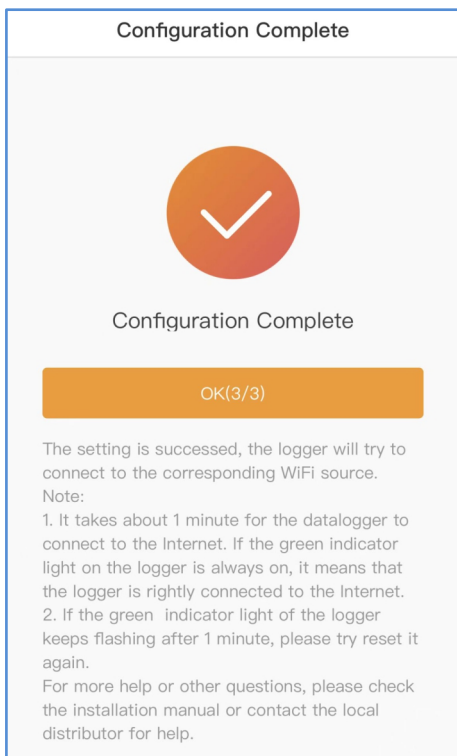 Configuration Complete
Configuration Complete
OK(3/3)
The setting is successed, the logger will try to
connect to the corresponding WiFi source.
Note:
1. It takes about 1 minute for the datalogger to
connect to the Internet. If the green indicator
light on the logger is always on, it means that
the logger is rightly connected to the Internet.
2. If the green  indicator light of the logger
keeps flashing after 1 minute, please try reset it
again.
For more help or other questions, please check
the installation manual or contact the local
distributor for help.